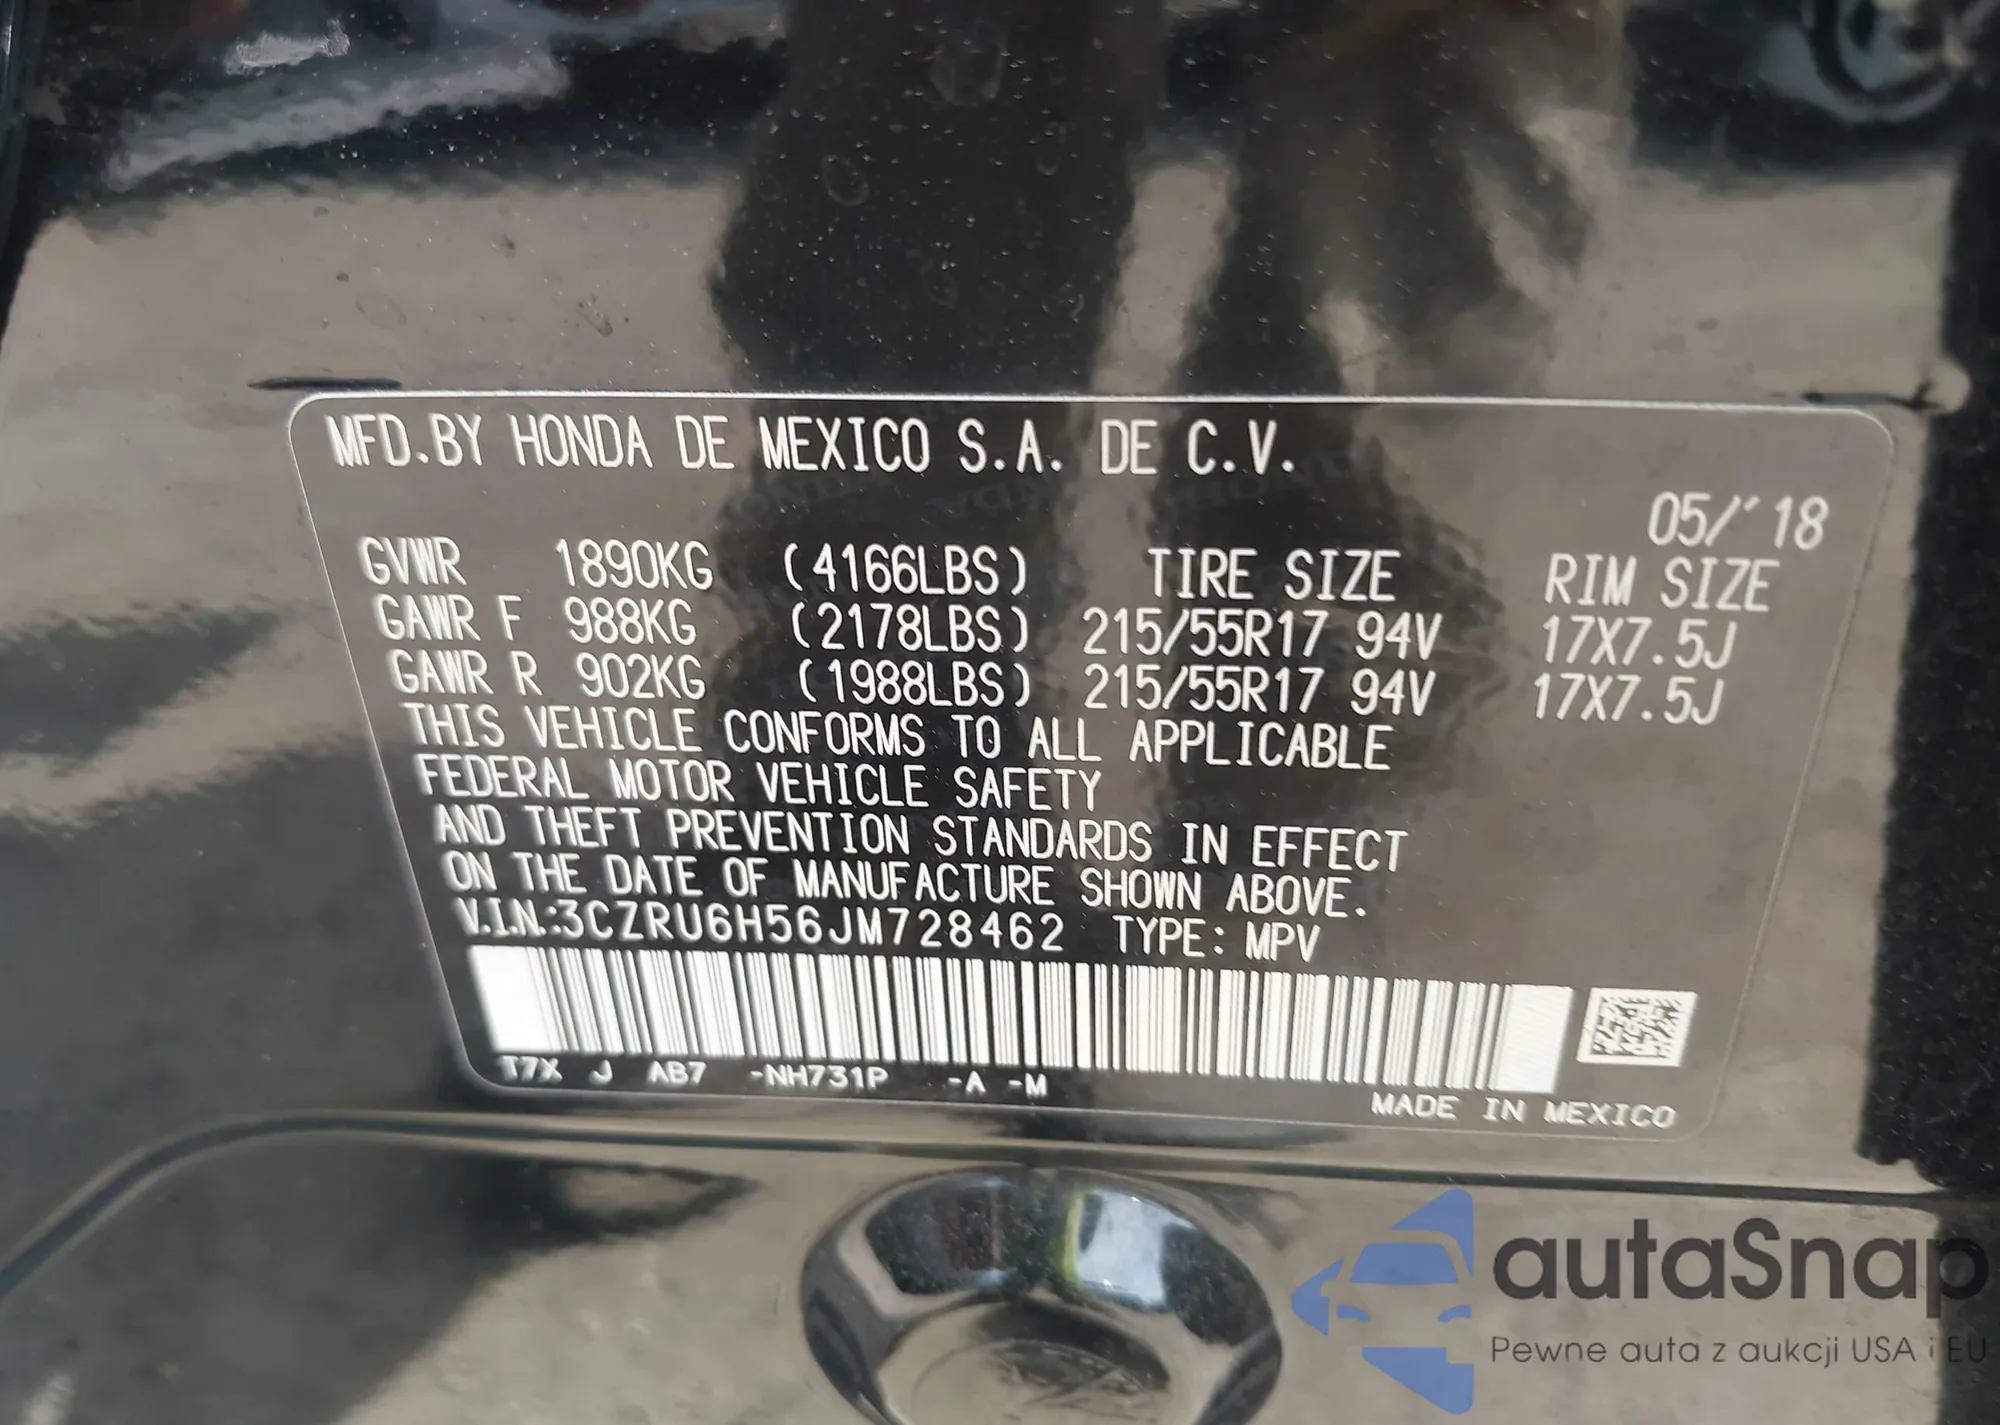 MFD.BY HONDA DE MEXICO S.A. DE C.V.
05/'18
GVWR 1890KG (4166LBS) TIRE SIZE RIM SIZE
GAWR F 988KG (2178LBS) 215/55R17 94V 17X7.5J
GAWR R 902KG (1988LBS) 215/55R17 94V 17X7.5J
THIS VEHICLE CONFORMS TO ALL APPLICABLE
FEDERAL MOTOR VEHICLE SAFETY
AND THEFT PREVENTION STANDARDS IN EFFECT
ON THE DATE OF MANUFACTURE SHOWN ABOVE.
V.I.N.:3CZRU6H56JM728462 TYPE: MPV
T7X J AB7 -NH731P -A -M
MADE IN MEXICO
autaSnap
Pewne auta z aukcji USA i EU